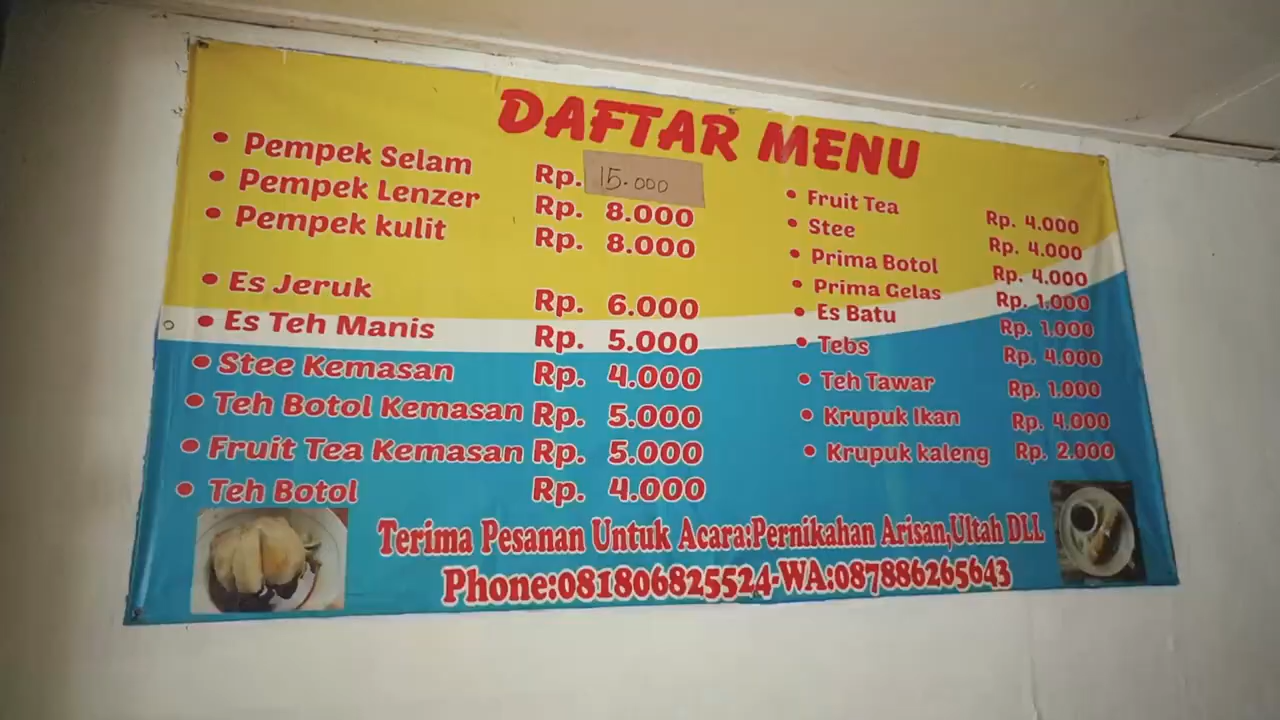 DAFTAR MENU
• Pempek Selam Rp. 15.000
• Pempek Lenzer Rp. 8.000
• Pempek kulit Rp. 8.000
• Es Jeruk Rp. 6.000
• Es Teh Manis Rp. 5.000
• Stee Kemasan Rp. 4.000
• Teh Botol Kemasan Rp. 5.000
• Fruit Tea Kemasan Rp. 5.000
• Teh Botol Rp. 4.000
• Fruit Tea Rp. 4.000
• Stee Rp. 4.000
• Prima Botol Rp. 4.000
• Prima Gelas Rp. 1.000
• Es Batu Rp. 1.000
• Tebs Rp. 4.000
• Teh Tawar Rp. 1.000
• Krupuk Ikan Rp. 4.000
• Krupuk kaleng Rp. 2.000
Terima Pesanan Untuk Acara:Pernikahan Arisan,Ultah DLL
Phone:081806825524-WA:087886265643